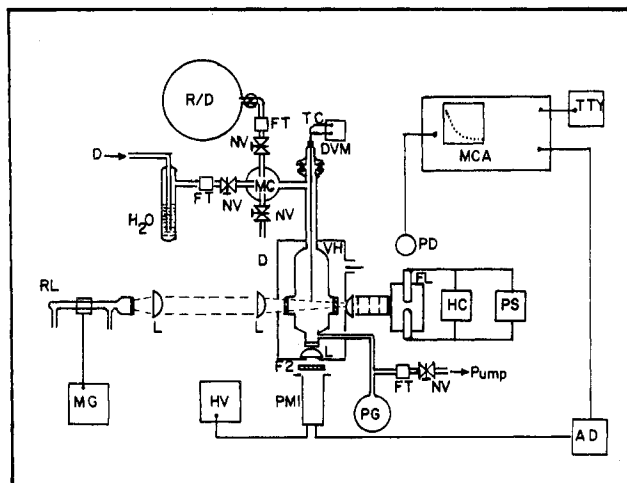 R/D
FT
TC
DVM
TTY
MCA
D
NV
MC
FT
NV
NV
H2O
PD
D
VH
FL
RL
L
L
HC
PS
L
F2
PMI
MG
HV
PG
FT
NV
Pump
AD